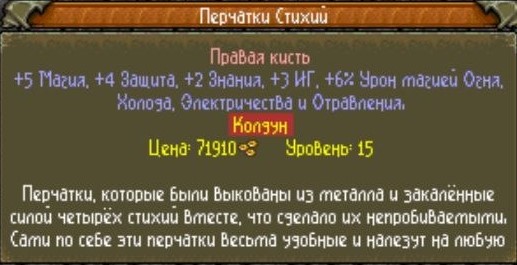 Перчатки Стихий
Правая кисть
+5 Магия, +4 Защита, +2 Знания, +3 ИГ, +6% Урон магией Огня,
Холода, Электричества и Отравления.
Колдун
Цена: 71910 Уровень: 15
Перчатки, которые были выкованы из металла и закалённые
силой четырёх стихий вместе, что сделало их непробиваемыми.
Сами по себе эти перчатки весьма удобные и налезут на любую